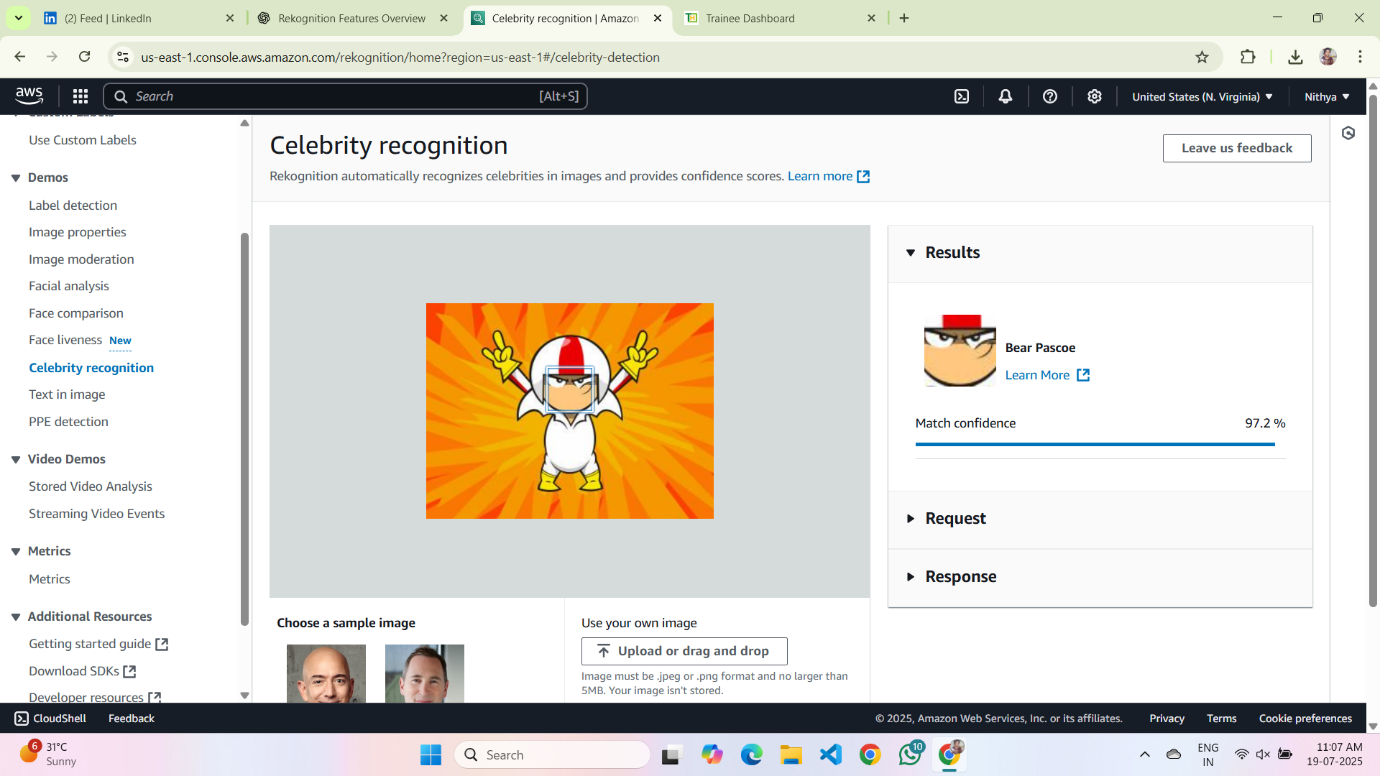 (2) Feed | LinkedIn
Rekognition Features Overview
Celebrity recognition | Amazon
Trainee Dashboard
us-east-1.console.aws.amazon.com/rekognition/home?region=us-east-1#/celebrity-detection
aws
Search
[Alt+S]
United States (N. Virginia)
Nithya
Custom Labels
Use Custom Labels
Demos
Label detection
Image properties
Image moderation
Facial analysis
Face comparison
Face liveness New
Celebrity recognition
Text in image
PPE detection
Video Demos
Stored Video Analysis
Streaming Video Events
Metrics
Metrics
Additional Resources
Getting started guide
Download SDKs
Developer resources
Celebrity recognition
Leave us feedback
Rekognition automatically recognizes celebrities in images and provides confidence scores. Learn more
Results
Bear Pascoe
Learn More
Match confidence 97.2 %
Request
Response
Choose a sample image
Use your own image
Upload or drag and drop
Image must be .jpeg or .png format and no larger than
5MB. Your image isn't stored.
CloudShell
Feedback
© 2025, Amazon Web Services, Inc. or its affiliates.
Privacy
Terms
Cookie preferences
6
31°C
Sunny
Search
10
ENG
IN
11:07 AM
19-07-2025